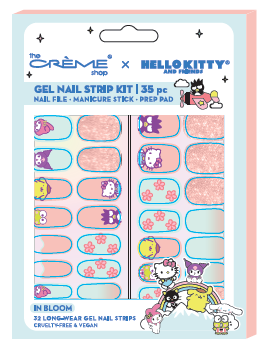 the
CRÈME®
shop
×
HELLO KITTY®
AND FRIENDS
GEL NAIL STRIP KIT | 35 pc
NAIL FILE • MANICURE STICK • PREP PAD
IN BLOOM
32 LONG-WEAR GEL NAIL STRIPS
CRUELTY-FREE & VEGAN